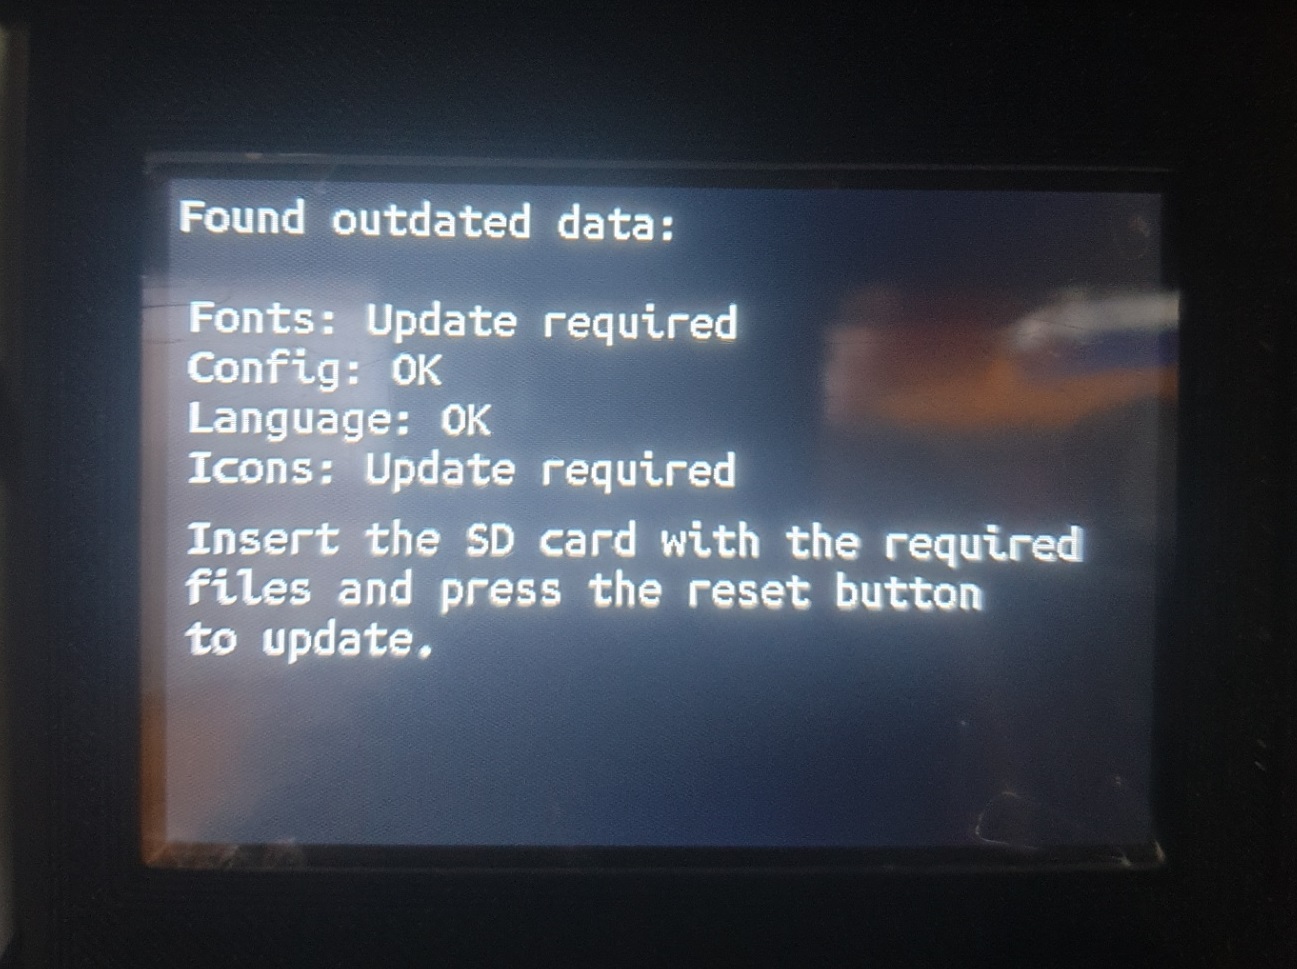 Found outdated data:
Fonts: Update required
Config: OK
Language: OK
Icons: Update required
Insert the SD card with the required
files and press the reset button
to update.